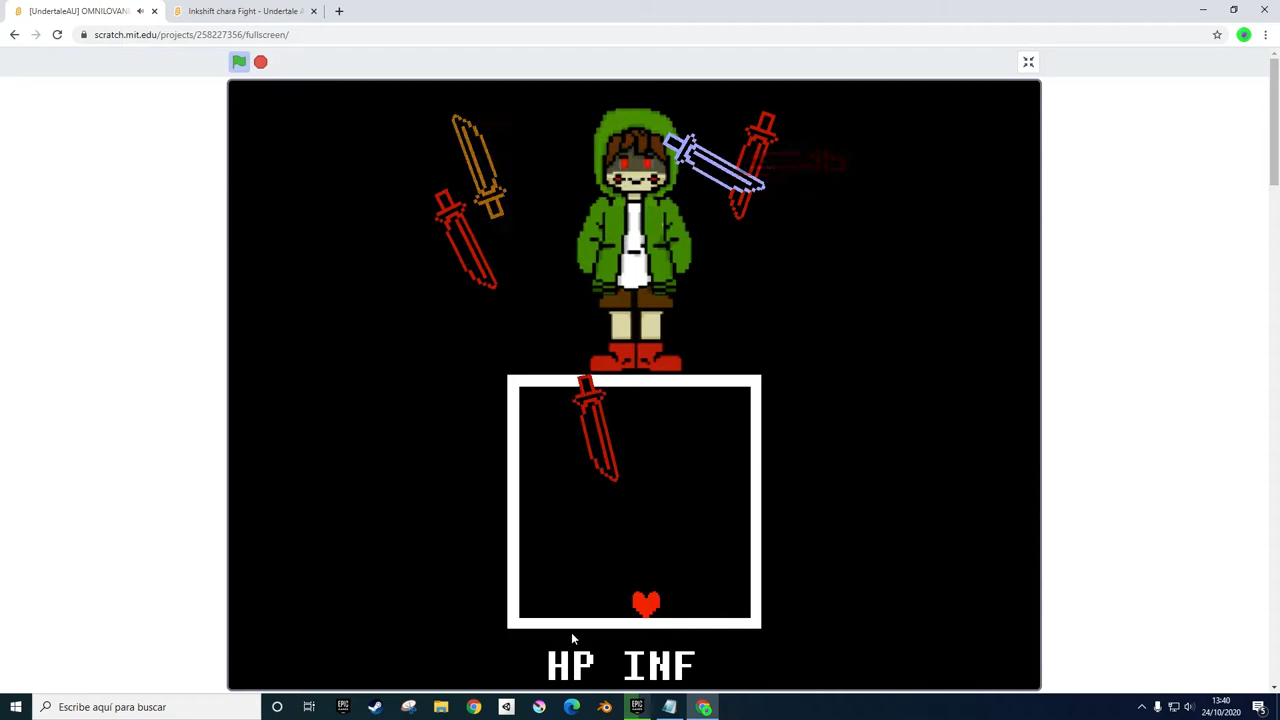 [UndertaleAU] OMNILOVANI
Inkshift chara Fight - Undertale A
scratch.mit.edu/projects/258227356/fullscreen/
HP INF
Escribe aquí para buscar
13:40
24/10/2020